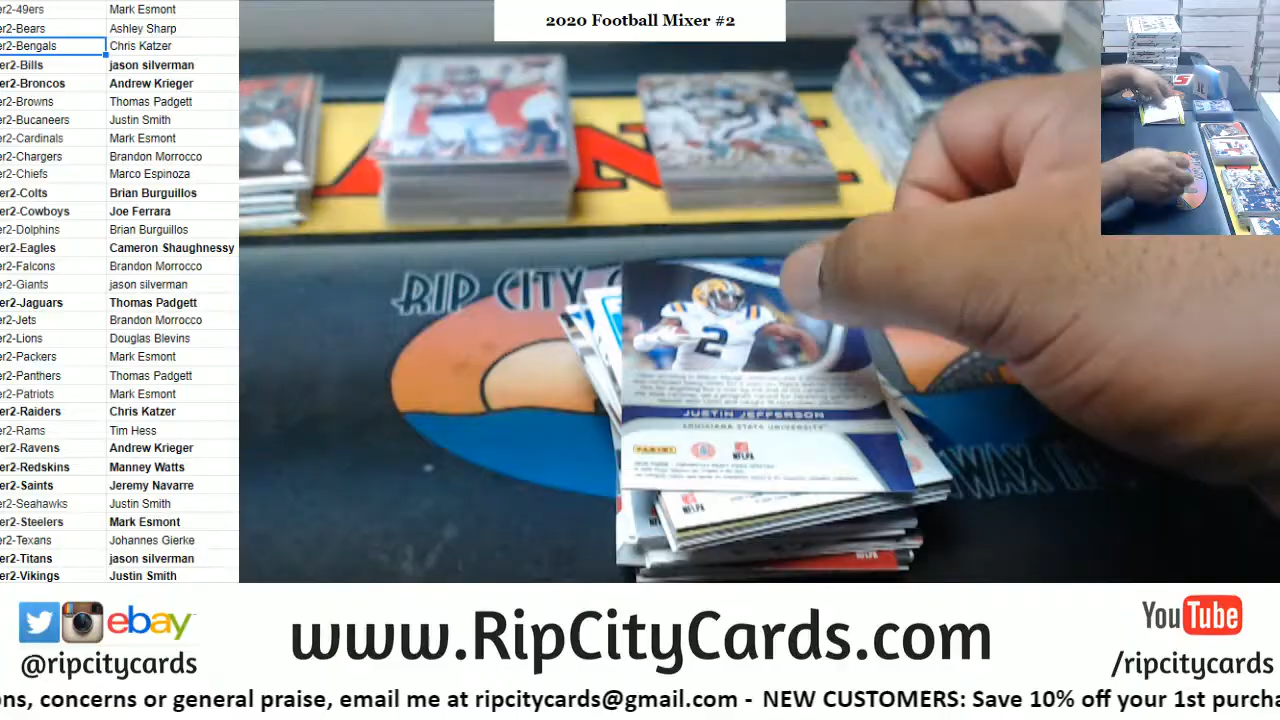 2020 Football Mixer #2
er2-49ers Mark Esmont
er2-Bears Ashley Sharp
er2-Bengals Chris Katzer
er2-Bills jason silverman
er2-Broncos Andrew Krieger
er2-Browns Thomas Padgett
er2-Bucaneers Justin Smith
er2-Cardinals Mark Esmont
er2-Chargers Brandon Morrocco
er2-Chiefs Marco Espinoza
er2-Colts Brian Burguillos
er2-Cowboys Joe Ferrara
er2-Dolphins Brian Burguillos
er2-Eagles Cameron Shaughnessy
er2-Falcons Brandon Morrocco
er2-Giants jason silverman
er2-Jaguars Thomas Padgett
er2-Jets Brandon Morrocco
er2-Lions Douglas Blevins
er2-Packers Mark Esmont
er2-Panthers Thomas Padgett
er2-Patriots Mark Esmont
er2-Raiders Chris Katzer
er2-Rams Tim Hess
er2-Ravens Andrew Krieger
er2-Redskins Manney Watts
er2-Saints Jeremy Navarre
er2-Seahawks Justin Smith
er2-Steelers Mark Esmont
er2-Texans Johannes Gierke
er2-Titans jason silverman
er2-Vikings Justin Smith
RIP CITY
2
JUSTIN JEFFERSON
LOUISIANA STATE UNIVERSITY
PANINI
NFLPA
ebay
@ripcitycards
www.RipCityCards.com
YouTube
/ripcitycards
ns, concerns or general praise, email me at ripcitycards@gmail.com - NEW CUSTOMERS: Save 10% off your 1st purcha